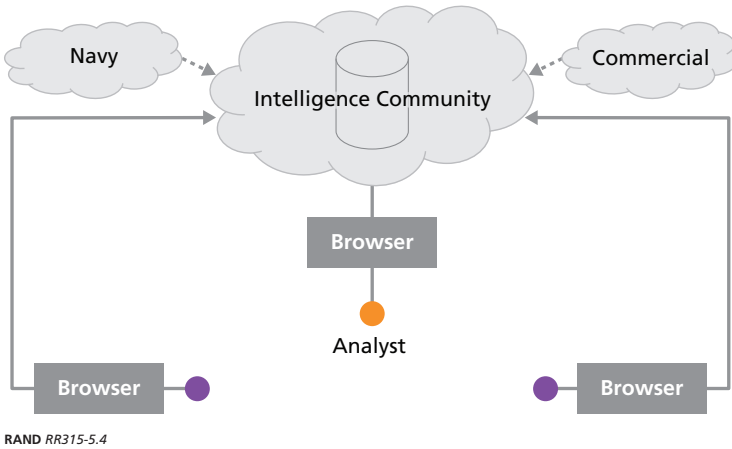 Navy
Commercial
Intelligence Community
Browser
Analyst
Browser
Browser
RAND RR315-5.4